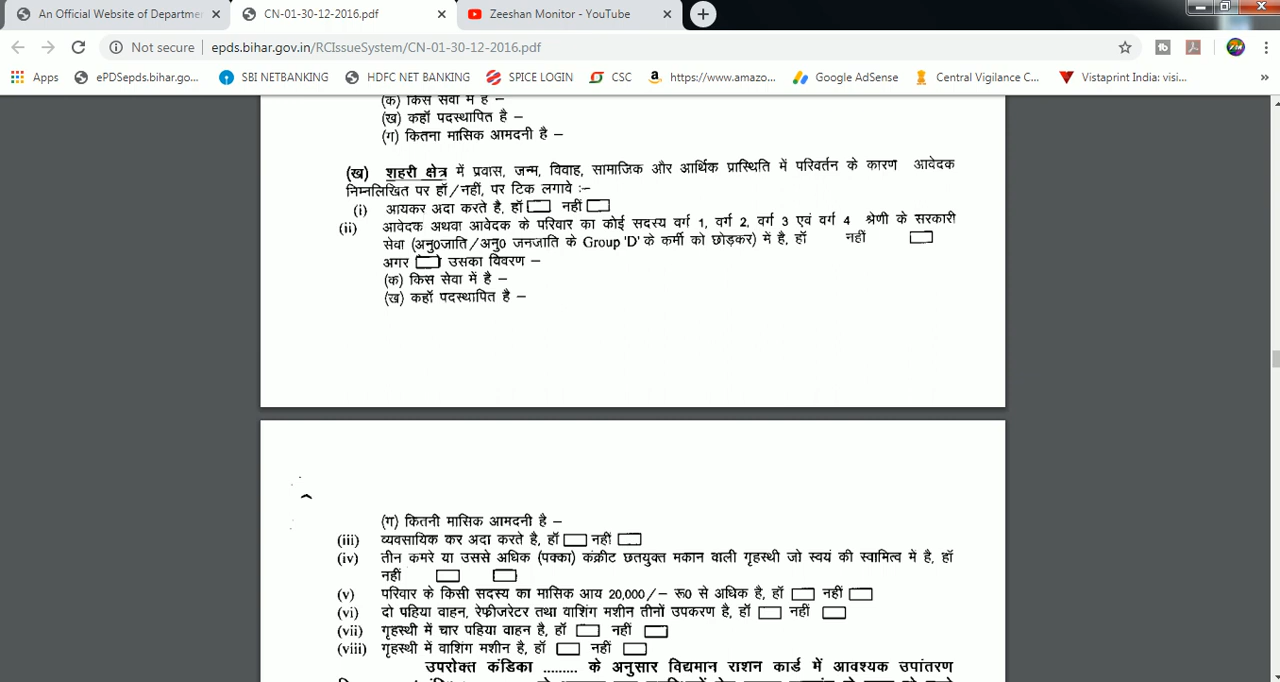 An Official Website of Departme
CN-01-30-12-2016.pdf
Zeeshan Monitor - YouTube
Not secure | epds.bihar.gov.in/RCIssueSystem/CN-01-30-12-2016.pdf
Apps ePDSepds.bihar.go... SBI NETBANKING HDFC NET BANKING SPICE LOGIN CSC https://www.amazo... Google AdSense Central Vigilance C... Vistaprint India: visi... »
(क) किस सेवा में है –
(ख) कहाॅ पदस्थापित है –
(ग) कितना मासिक आमदनी है –
(ख) शहरी क्षेत्र में प्रवास, जन्म, विवाह, सामाजिक और आर्थिक प्रास्थिति में परिवर्तन के कारण आवेदक
निम्नलिखित पर हाॅ/नहीं, पर टिक लगावे :–
(i) आयकर अदा करते है, हाॅ नहीं
(ii) आवेदक अथवा आवेदक के परिवार का कोई सदस्य वर्ग 1, वर्ग 2, वर्ग 3 एवं वर्ग 4 श्रेणी के सरकारी
सेवा (अनु0जाति/अनु0 जनजाति के Group 'D' के कर्मी को छोड़कर) में है, हाॅ नहीं
अगर उसका विवरण –
(क) किस सेवा में है –
(ख) कहाॅ पदस्थापित है –
(ग) कितनी मासिक आमदनी है –
(iii) व्यवसायिक कर अदा करते है, हाॅ नहीं
(iv) तीन कमरे या उससे अधिक (पक्का) कंक्रीट छतयुक्त मकान वाली गृहस्थी जो स्वयं की स्वामित्व में है, हाॅ
नहीं
(v) परिवार के किसी सदस्य का मासिक आय 20,000/– रू0 से अधिक है, हाॅ नहीं
(vi) दो पहिया वाहन, रेफीजरेटर तथा वाशिंग मशीन तीनों उपकरण है, हाॅ नहीं
(vii) गृहस्थी में चार पहिया वाहन है, हाॅ नहीं
(viii) गृहस्थी में वाशिंग मशीन है, हाॅ नहीं
उपरोक्त कंडिका ......... के अनुसार विद्यमान राशन कार्ड में आवश्यक उपांतरण